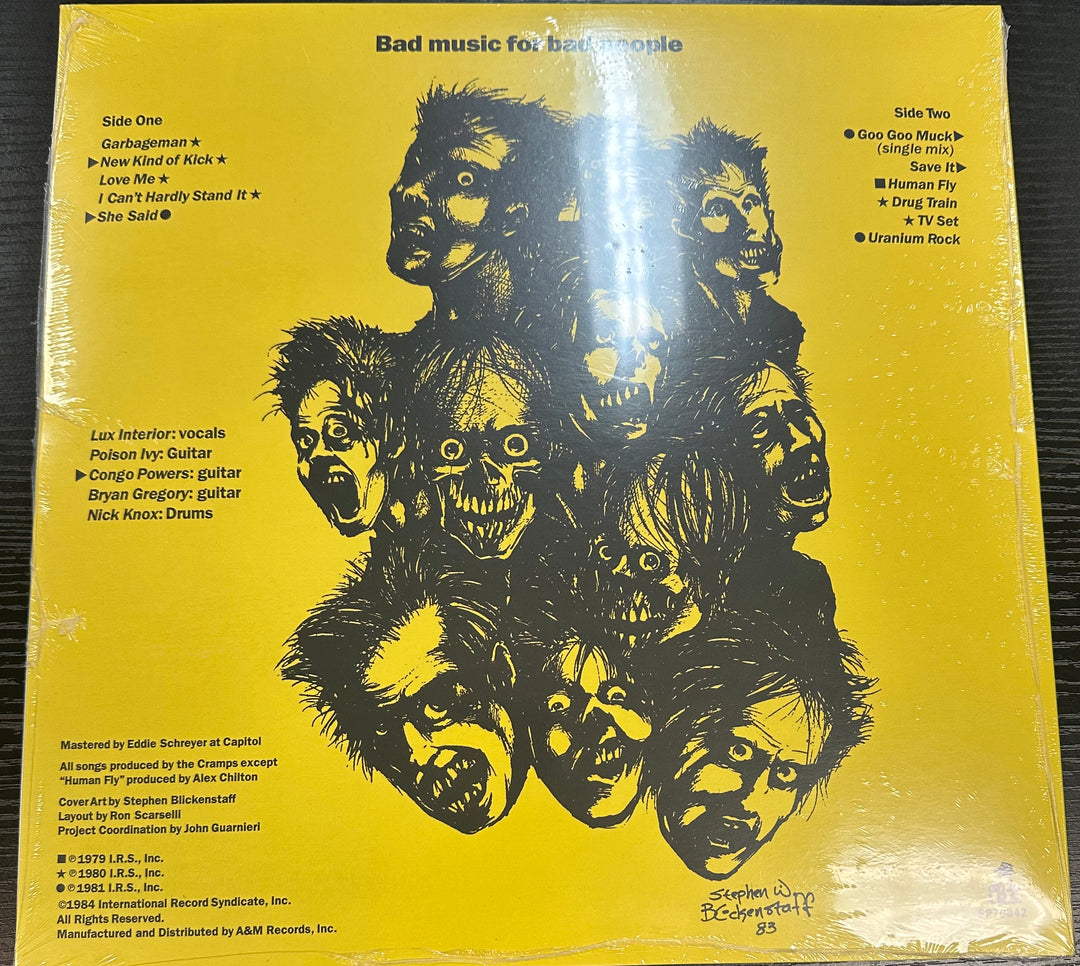 Bad music for bad people
Side One
Garbageman ★
▶New Kind of Kick ★
Love Me ★
I Can't Hardly Stand It ★
▶She Said ●
Side Two
● Goo Goo Muck▶
(single mix)
Save It▶
■ Human Fly
★ Drug Train
★ TV Set
● Uranium Rock
Lux Interior: vocals
Poison Ivy: Guitar
▶ Congo Powers: guitar
Bryan Gregory: guitar
Nick Knox: Drums
Mastered by Eddie Schreyer at Capitol
All songs produced by the Cramps except
"Human Fly" produced by Alex Chilton
Cover Art by Stephen Blickenstaff
Layout by Ron Scarselli
Project Coordination by John Guarnieri
■ ℗1979 I.R.S., Inc.
★ ℗1980 I.R.S., Inc.
● ℗1981 I.R.S., Inc.
©1984 International Record Syndicate, Inc.
All Rights Reserved.
Manufactured and Distributed by A&M Records, Inc.
Stephen W
Blickenstaff
83